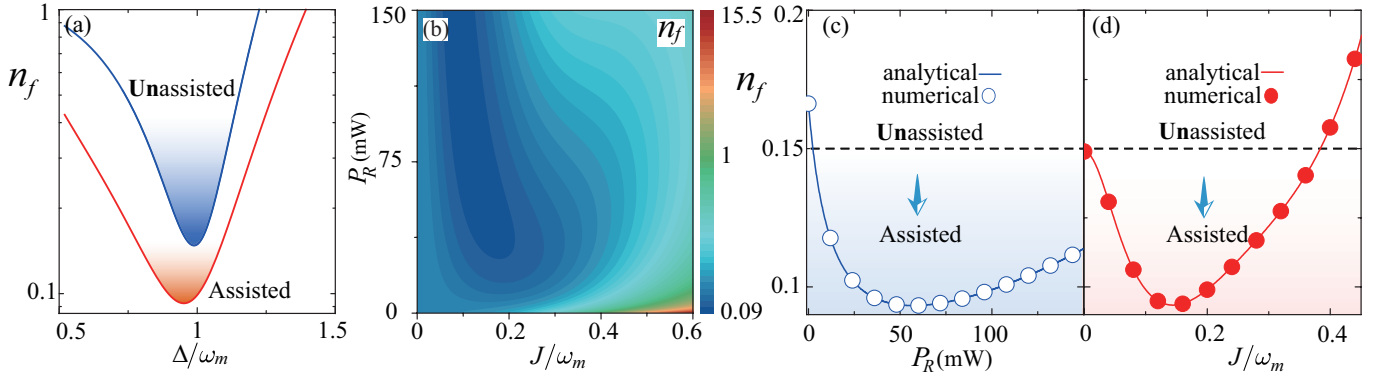 (a)
1
n_f
Unassisted
Assisted
0.1
0.5
1
1.5
Δ/ω_m
(b)
n_f
150
75
0
P_R (mW)
0
0.2
0.4
0.6
J/ω_m
15.5
n_f
1
0.09
(c)
0.2
0.15
0.1
analytical
numerical
Unassisted
Assisted
0
50
100
P_R (mW)
(d)
analytical
numerical
Unassisted
Assisted
0
0.2
0.4
J/ω_m